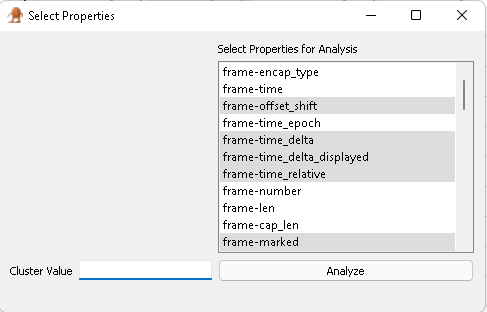 Select Properties
Select Properties for Analysis
frame-encap_type
frame-time
frame-offset_shift
frame-time_epoch
frame-time_delta
frame-time_delta_displayed
frame-time_relative
frame-number
frame-len
frame-cap_len
frame-marked
Cluster Value
Analyze